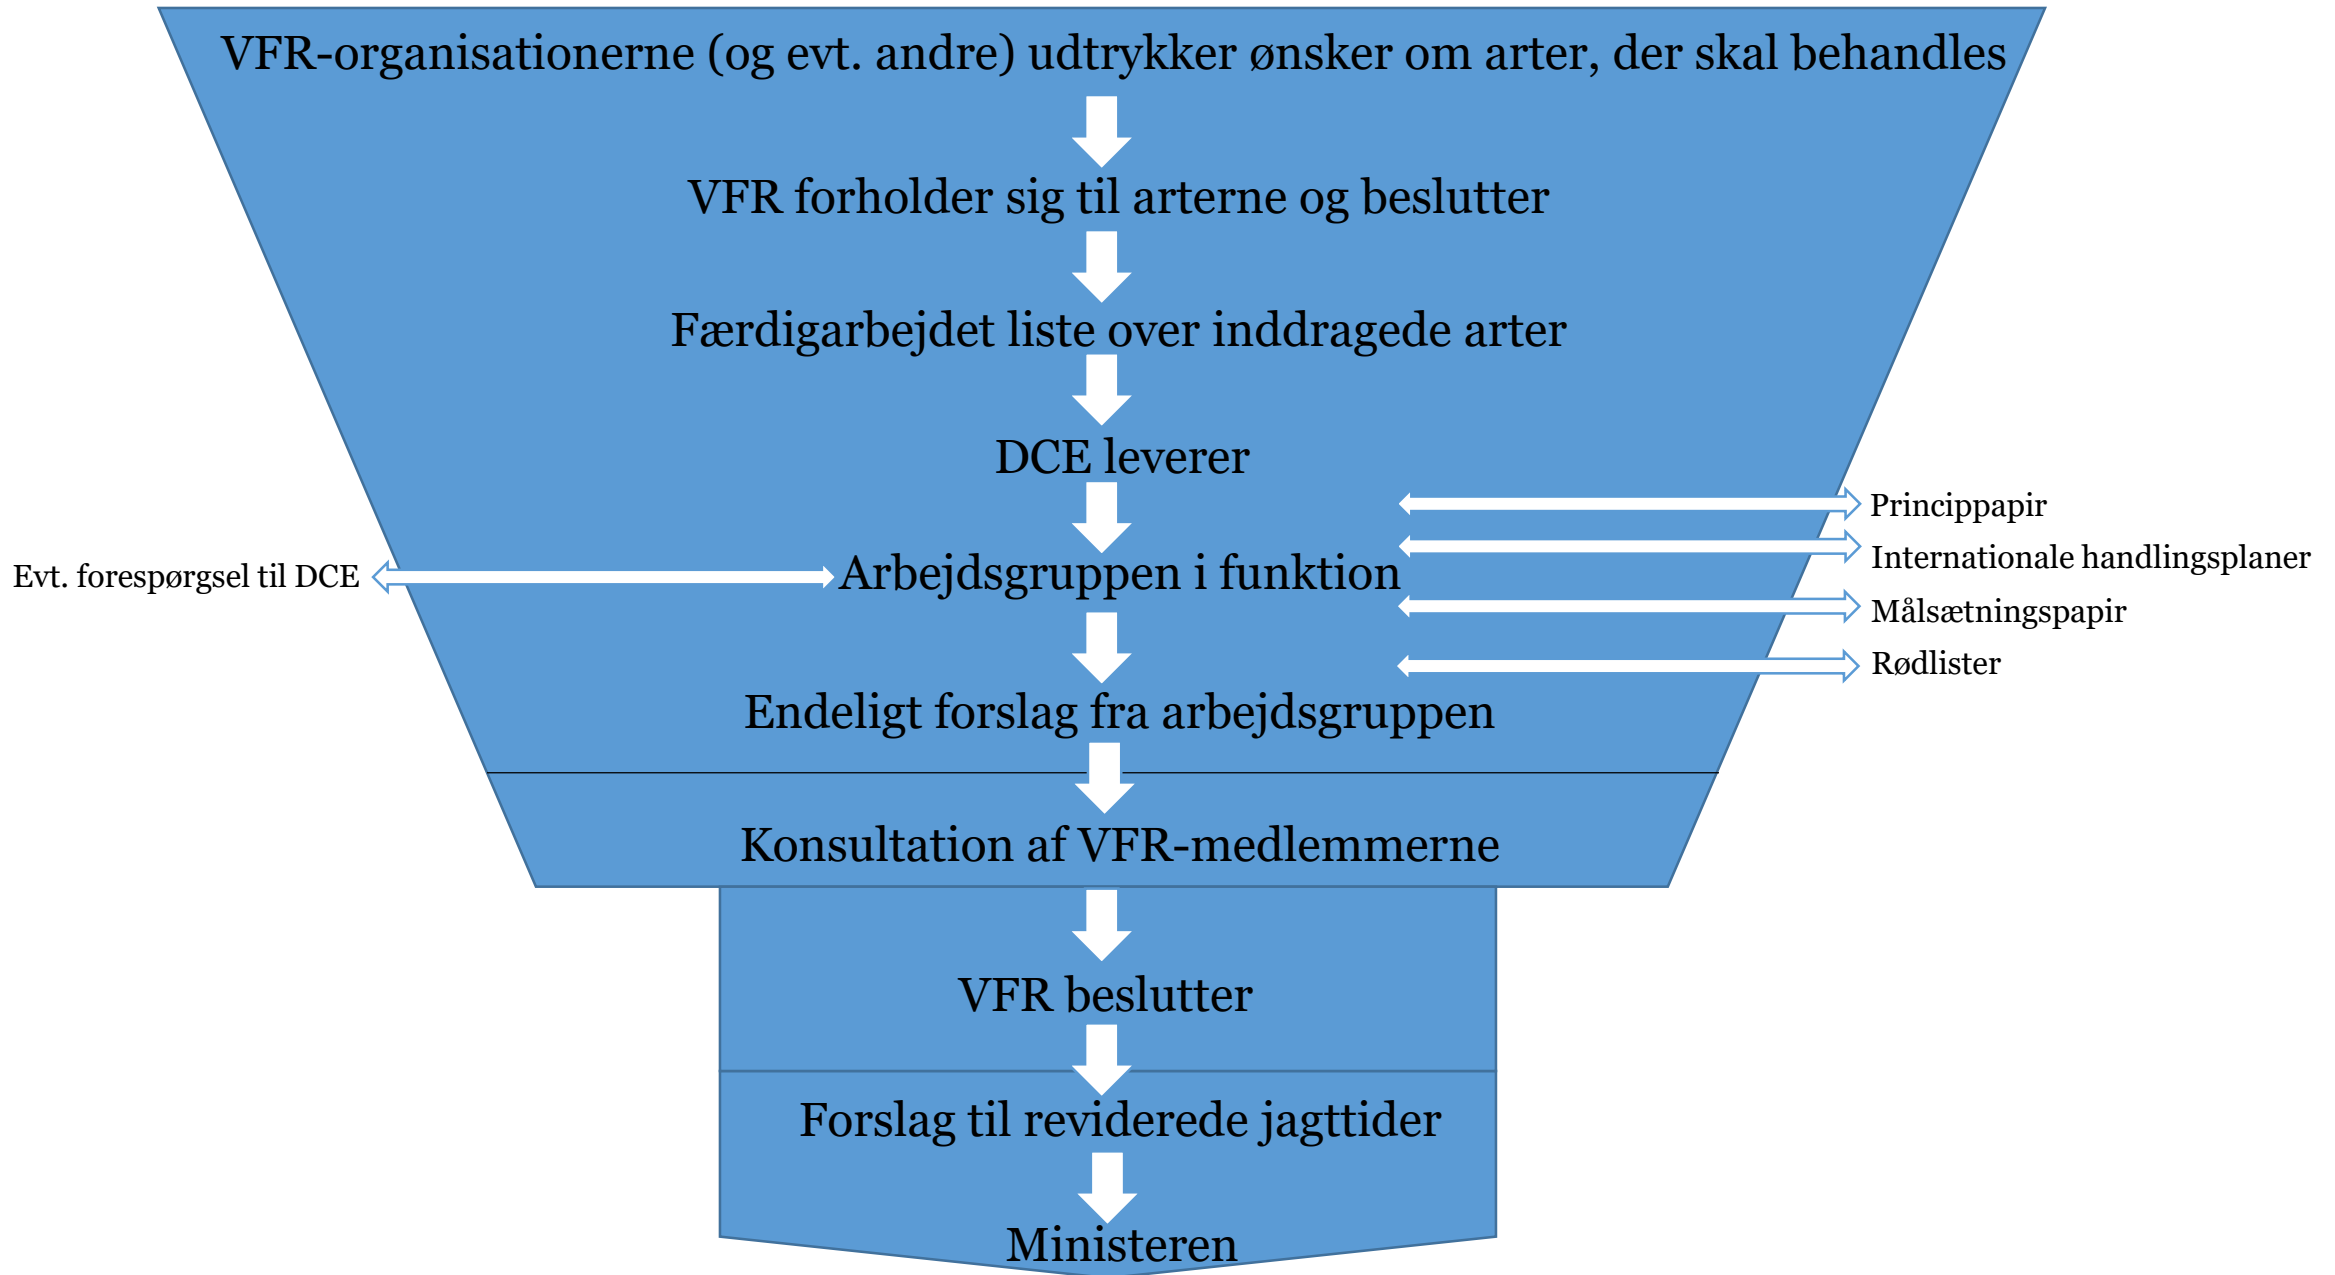 VFR-organisationerne (og evt. andre) udtrykker ønsker om arter, der skal behandles
VFR forholder sig til arterne og beslutter
Færdigarbejdet liste over inddragede arter
DCE leverer
Princippapir
Internationale handlingsplaner
Evt. forespørgsel til DCE
Arbejdsgruppen i funktion
Målsætningspapir
Rødlister
Endeligt forslag fra arbejdsgruppen
Konsultation af VFR-medlemmerne
VFR beslutter
Forslag til reviderede jagttider
Ministeren